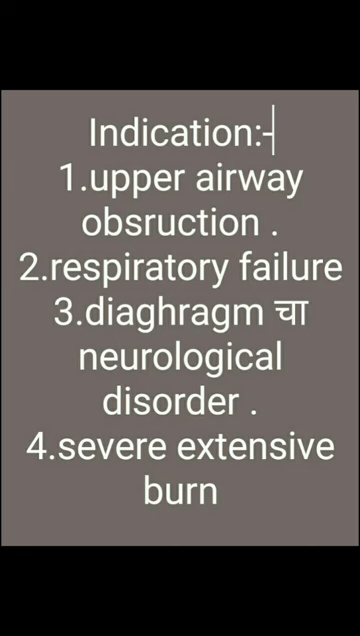 Indication:-
1.upper airway
obsruction .
2.respiratory failure
3.diaghragm चा
neurological
disorder .
4.severe extensive
burn